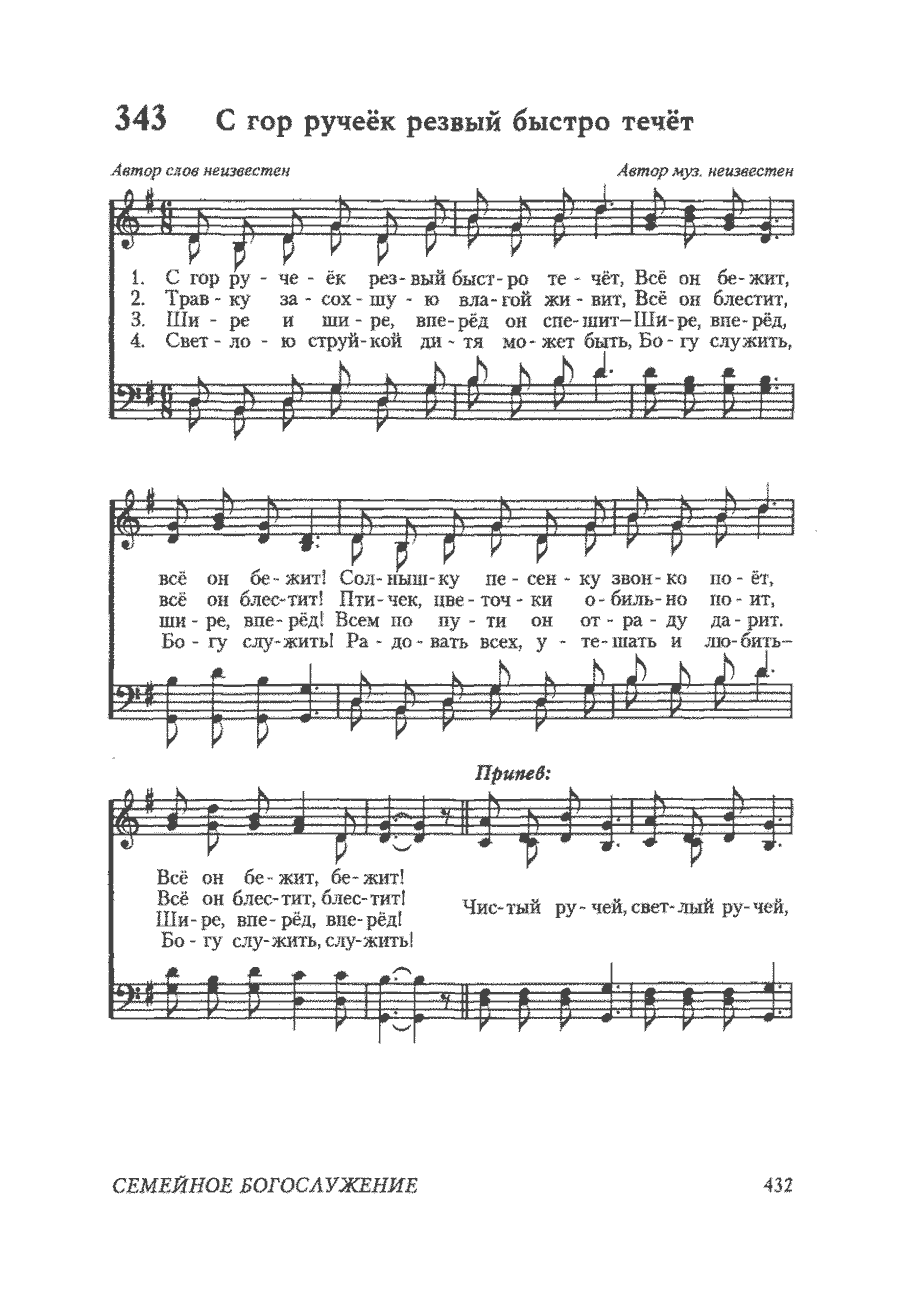 343 С гор ручеёк резвый быстро течёт
Автор слов неизвестен Автор муз. неизвестен
1. С гор ру - че - ёк рез- вый быст- ро те - чёт, Всё он бе- жит,
2. Трав - ку за - сох - шу - ю вла- гой жи - вит, Всё он блестит,
3. Ши - ре и ши - ре, впе- рёд он спе- шит—Ши- ре, впе- рёд,
4. Свет - ло - ю струй- кой ди - тя мо- жет быть, Бо - гу служить,
всё он бе- жит! Сол- ныш- ку пе - сен - ку звон- ко по - ёт,
всё он блес- тит! Пти- чек, цве- точ - ки о- биль- но по - ит,
ши - ре, впе- рёд! Всем по пу - ти он от - ра - ду да- рит.
Бо - гу слу- жить! Ра - до - вать всех, у - те- шать и лю- бить—
Припев:
Всё он бе- жит, бе- жит!
Всё он блес- тит, блес- тит!
Ши- ре, впе- рёд, впе- рёд!
Бо - гу слу- жить, слу- жить!
Чис- тый ру- чей, свет- лый ру- чей,
СЕМЕЙНОЕ БОГОСЛУЖЕНИЕ 432